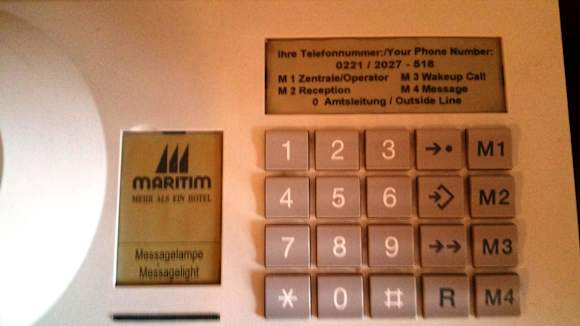 Ihre Telefonnummer:/Your Phone Number:
0221 / 2027 - 518
M 1 Zentrale/Operator M 3 Wakeup Call
M 2 Reception M 4 Message
0 Amtsleitung / Outside Line
MARITIM
MEHR ALS EIN HOTEL
Messagelampe
Messagelight
1 2 3 M1
4 5 6 M2
7 8 9 M3
* 0 # R M4